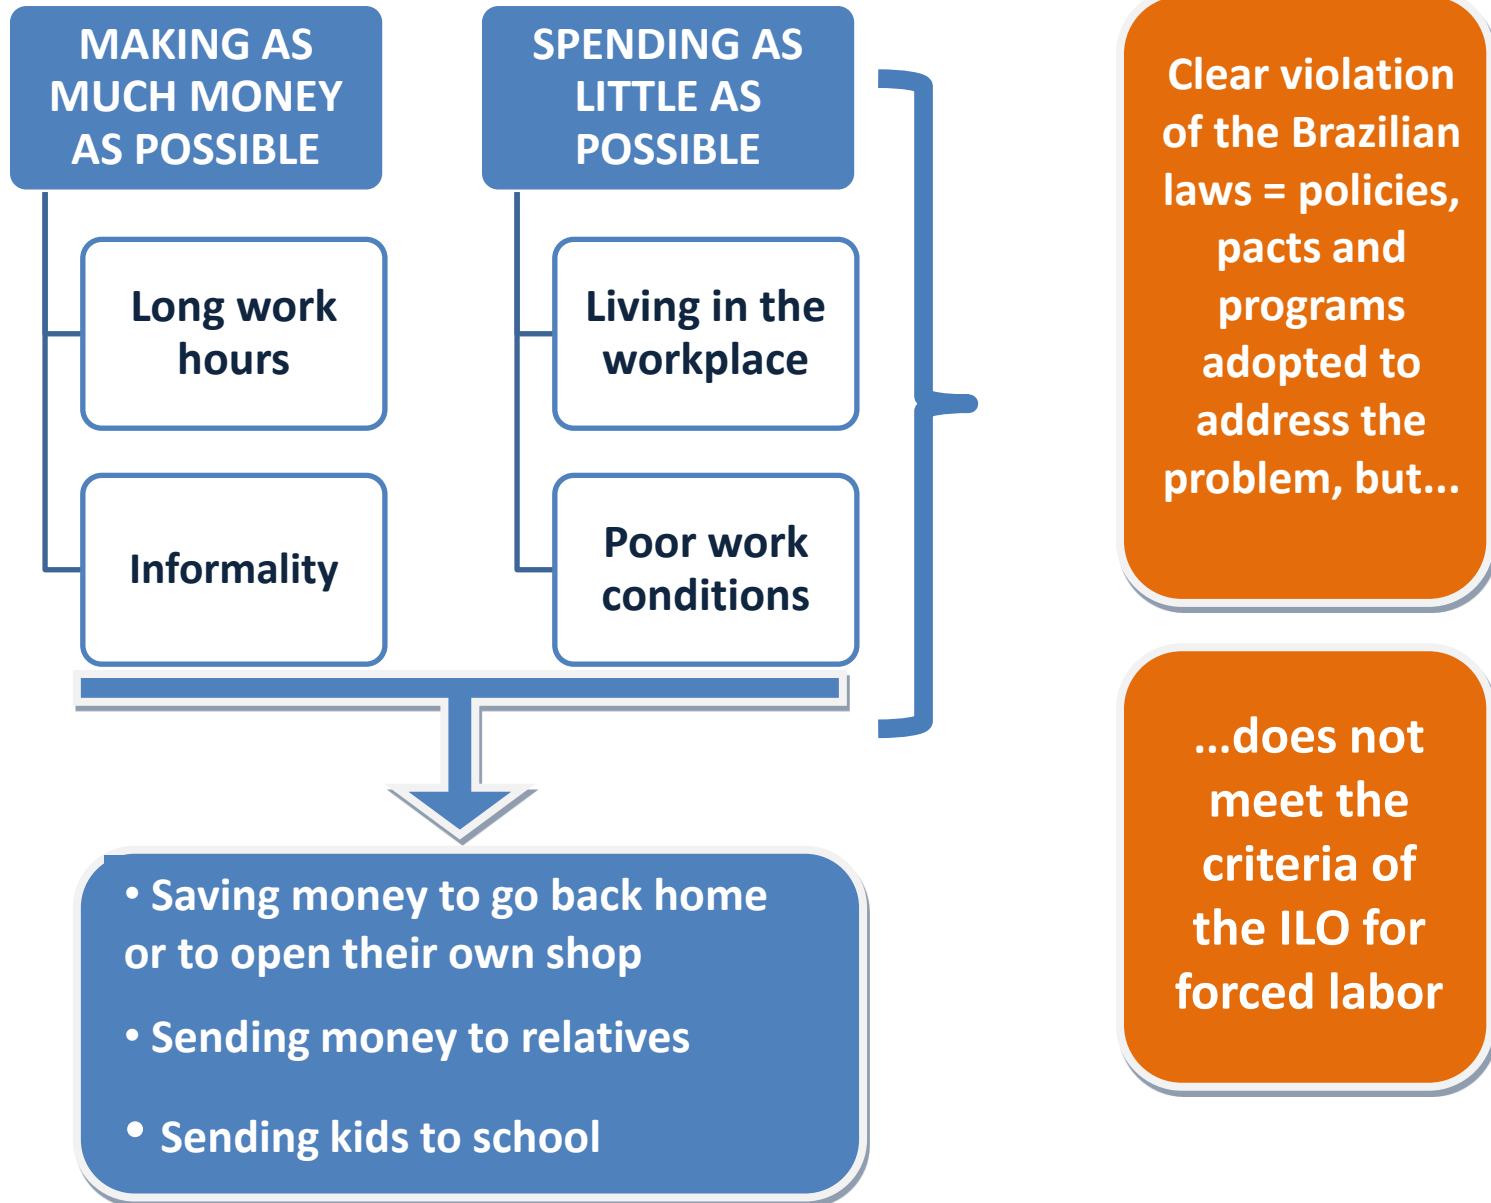 MAKING AS
MUCH MONEY
AS POSSIBLE
SPENDING AS
LITTLE AS
POSSIBLE
Long work
hours
Living in the
workplace
Informality
Poor work
conditions
• Saving money to go back home
or to open their own shop
• Sending money to relatives
• Sending kids to school
Clear violation
of the Brazilian
laws = policies,
pacts and
programs
adopted to
address the
problem, but...
...does not
meet the
criteria of
the ILO for
forced labor